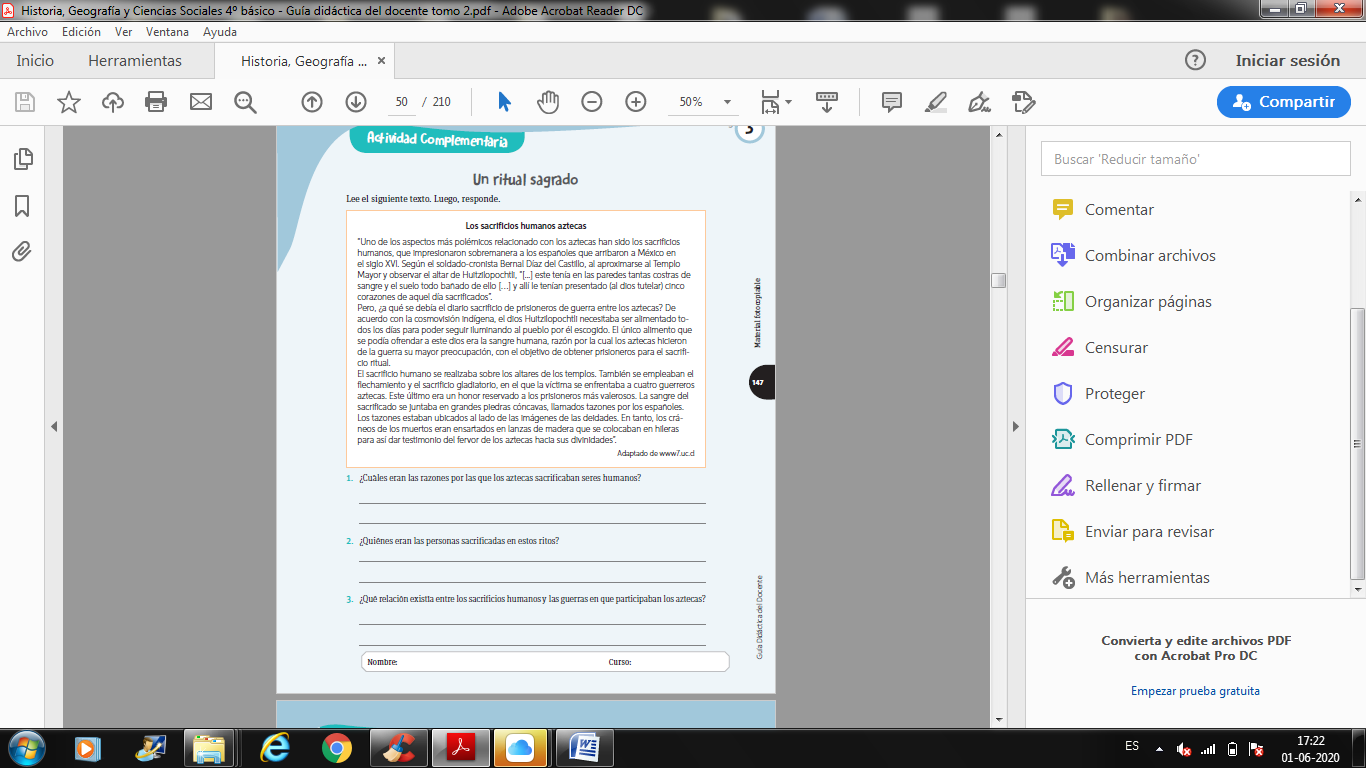 Historia, Geografía y Ciencias Sociales 4º básico - Guía didáctica del docente tomo 2.pdf - Adobe Acrobat Reader DC
Archivo Edición Ver Ventana Ayuda
Inicio Herramientas Historia, Geografía ... × Iniciar sesión
50 / 210 50% Compartir
Actividad Complementaria
3
Un ritual sagrado
Lee el siguiente texto. Luego, responde.
Los sacrificios humanos aztecas
"Uno de los aspectos más polémicos relacionado con los aztecas han sido los sacrificios
humanos, que impresionaron sobremanera a los españoles que arribaron a México en
el siglo XVI. Según el soldado-cronista Bernal Díaz del Castillo, al aproximarse al Templo
Mayor y observar el altar de Huitzilopochtli, "[...] este tenía en las paredes tantas costras de
sangre y el suelo todo bañado de ello [...] y allí le tenían presentado (al dios tutelar) cinco
corazones de aquel día sacrificados".
Pero, ¿a qué se debía el diario sacrificio de prisioneros de guerra entre los aztecas? De
acuerdo con la cosmovisión indígena, el dios Huitzilopochtli necesitaba ser alimentado to-
dos los días para poder seguir iluminando al pueblo por él escogido. El único alimento que
se podía ofrendar a este dios era la sangre humana, razón por la cual los aztecas hicieron
de la guerra su mayor preocupación, con el objetivo de obtener prisioneros para el sacrifi-
cio ritual.
El sacrificio humano se realizaba sobre los altares de los templos. También se empleaban el
flechamiento y el sacrificio gladiatorio, en el que la víctima se enfrentaba a cuatro guerreros
aztecas. Este último era un honor reservado a los prisioneros más valerosos. La sangre del
sacrificado se juntaba en grandes piedras cóncavas, llamados tazones por los españoles.
Los tazones estaban ubicados al lado de las imágenes de las deidades. En tanto, los crá-
neos de los muertos eran ensartados en lanzas de madera que se colocaban en hileras
para así dar testimonio del fervor de los aztecas hacia sus divinidades".
Adaptado de www7.uc.cl
1. ¿Cuáles eran las razones por las que los aztecas sacrificaban seres humanos?
2. ¿Quiénes eran las personas sacrificadas en estos ritos?
3. ¿Qué relación existía entre los sacrificios humanos y las guerras en que participaban los aztecas?
Nombre: Curso:
Material fotocopiable
147
Guía Didáctica del Docente
Buscar 'Reducir tamaño'
Comentar
Combinar archivos
Organizar páginas
Censurar
Proteger
Comprimir PDF
Rellenar y firmar
Enviar para revisar
Más herramientas
Convierta y edite archivos PDF
con Acrobat Pro DC
Empezar prueba gratuita
ES
17:22
01-06-2020